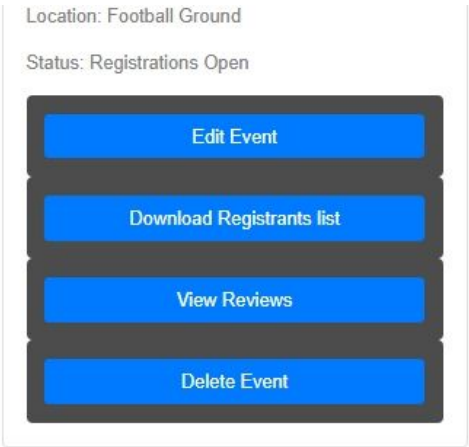 Location: Football Ground
Status: Registrations Open
Edit Event
Download Registrants list
View Reviews
Delete Event